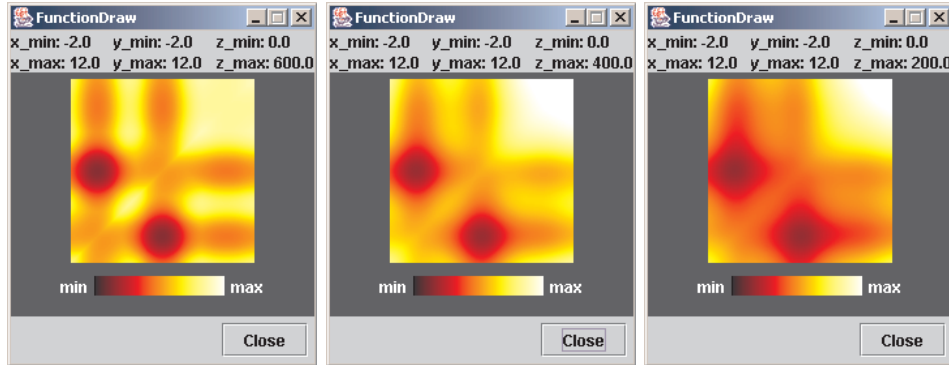 FunctionDraw
x_min: -2.0 y_min: -2.0 z_min: 0.0
x_max: 12.0 y_max: 12.0 z_max: 600.0
min max
Close
FunctionDraw
x_min: -2.0 y_min: -2.0 z_min: 0.0
x_max: 12.0 y_max: 12.0 z_max: 400.0
min max
Close
FunctionDraw
x_min: -2.0 y_min: -2.0 z_min: 0.0
x_max: 12.0 y_max: 12.0 z_max: 200.0
min max
Close